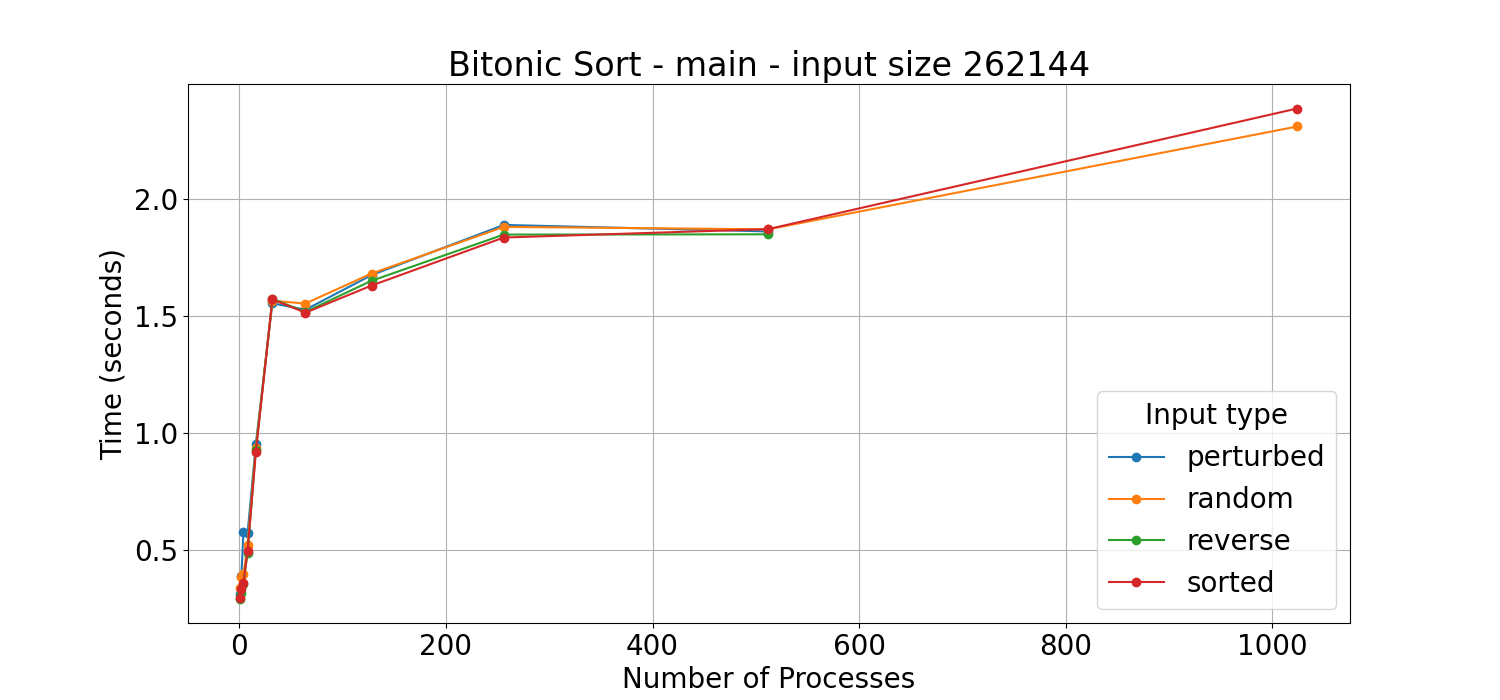 Bitonic Sort - main - input size 262144
Time (seconds)
2.0
1.5
1.0
0.5
Input type
perturbed
random
reverse
sorted
0 200 400 600 800 1000
Number of Processes